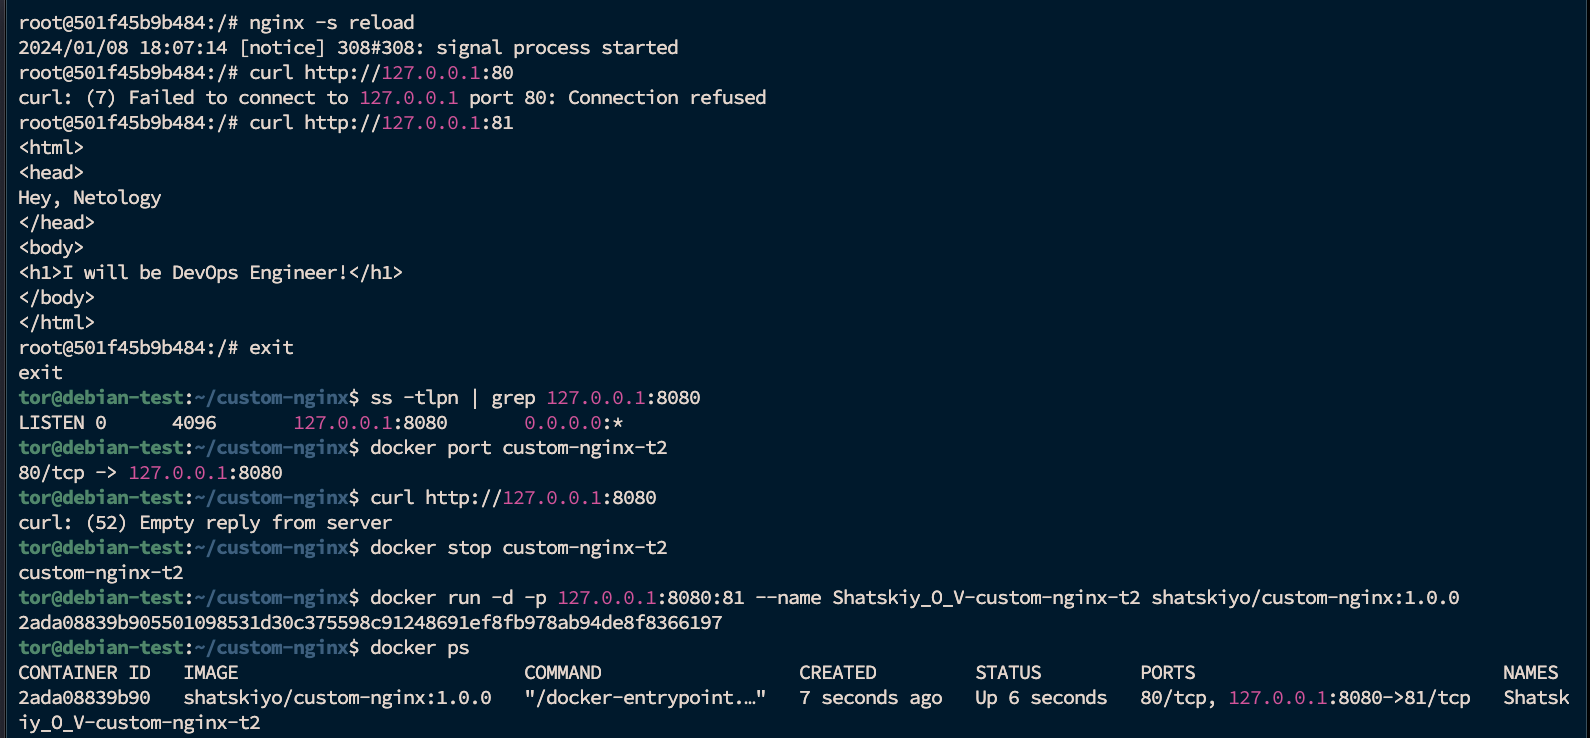 root@501f45b9b484:/# nginx -s reload
2024/01/08 18:07:14 [notice] 308#308: signal process started
root@501f45b9b484:/# curl http://127.0.0.1:80
curl: (7) Failed to connect to 127.0.0.1 port 80: Connection refused
root@501f45b9b484:/# curl http://127.0.0.1:81
<html>
<head>
Hey, Netology
</head>
<body>
<h1>I will be DevOps Engineer!</h1>
</body>
</html>
root@501f45b9b484:/# exit
exit
tor@debian-test:~/custom-nginx$ ss -tlpn | grep 127.0.0.1:8080
LISTEN 0      4096       127.0.0.1:8080       0.0.0.0:*
tor@debian-test:~/custom-nginx$ docker port custom-nginx-t2
80/tcp -> 127.0.0.1:8080
tor@debian-test:~/custom-nginx$ curl http://127.0.0.1:8080
curl: (52) Empty reply from server
tor@debian-test:~/custom-nginx$ docker stop custom-nginx-t2
custom-nginx-t2
tor@debian-test:~/custom-nginx$ docker run -d -p 127.0.0.1:8080:81 --name Shatskiy_O_V-custom-nginx-t2 shatskiyo/custom-nginx:1.0.0
2ada08839b905501098531d30c375598c91248691ef8fb978ab94de8f8366197
tor@debian-test:~/custom-nginx$ docker ps
CONTAINER ID   IMAGE                          COMMAND                  CREATED         STATUS         PORTS                            NAMES
2ada08839b90   shatskiyo/custom-nginx:1.0.0   "/docker-entrypoint.…"   7 seconds ago   Up 6 seconds   80/tcp, 127.0.0.1:8080->81/tcp   Shatsk
iy_O_V-custom-nginx-t2